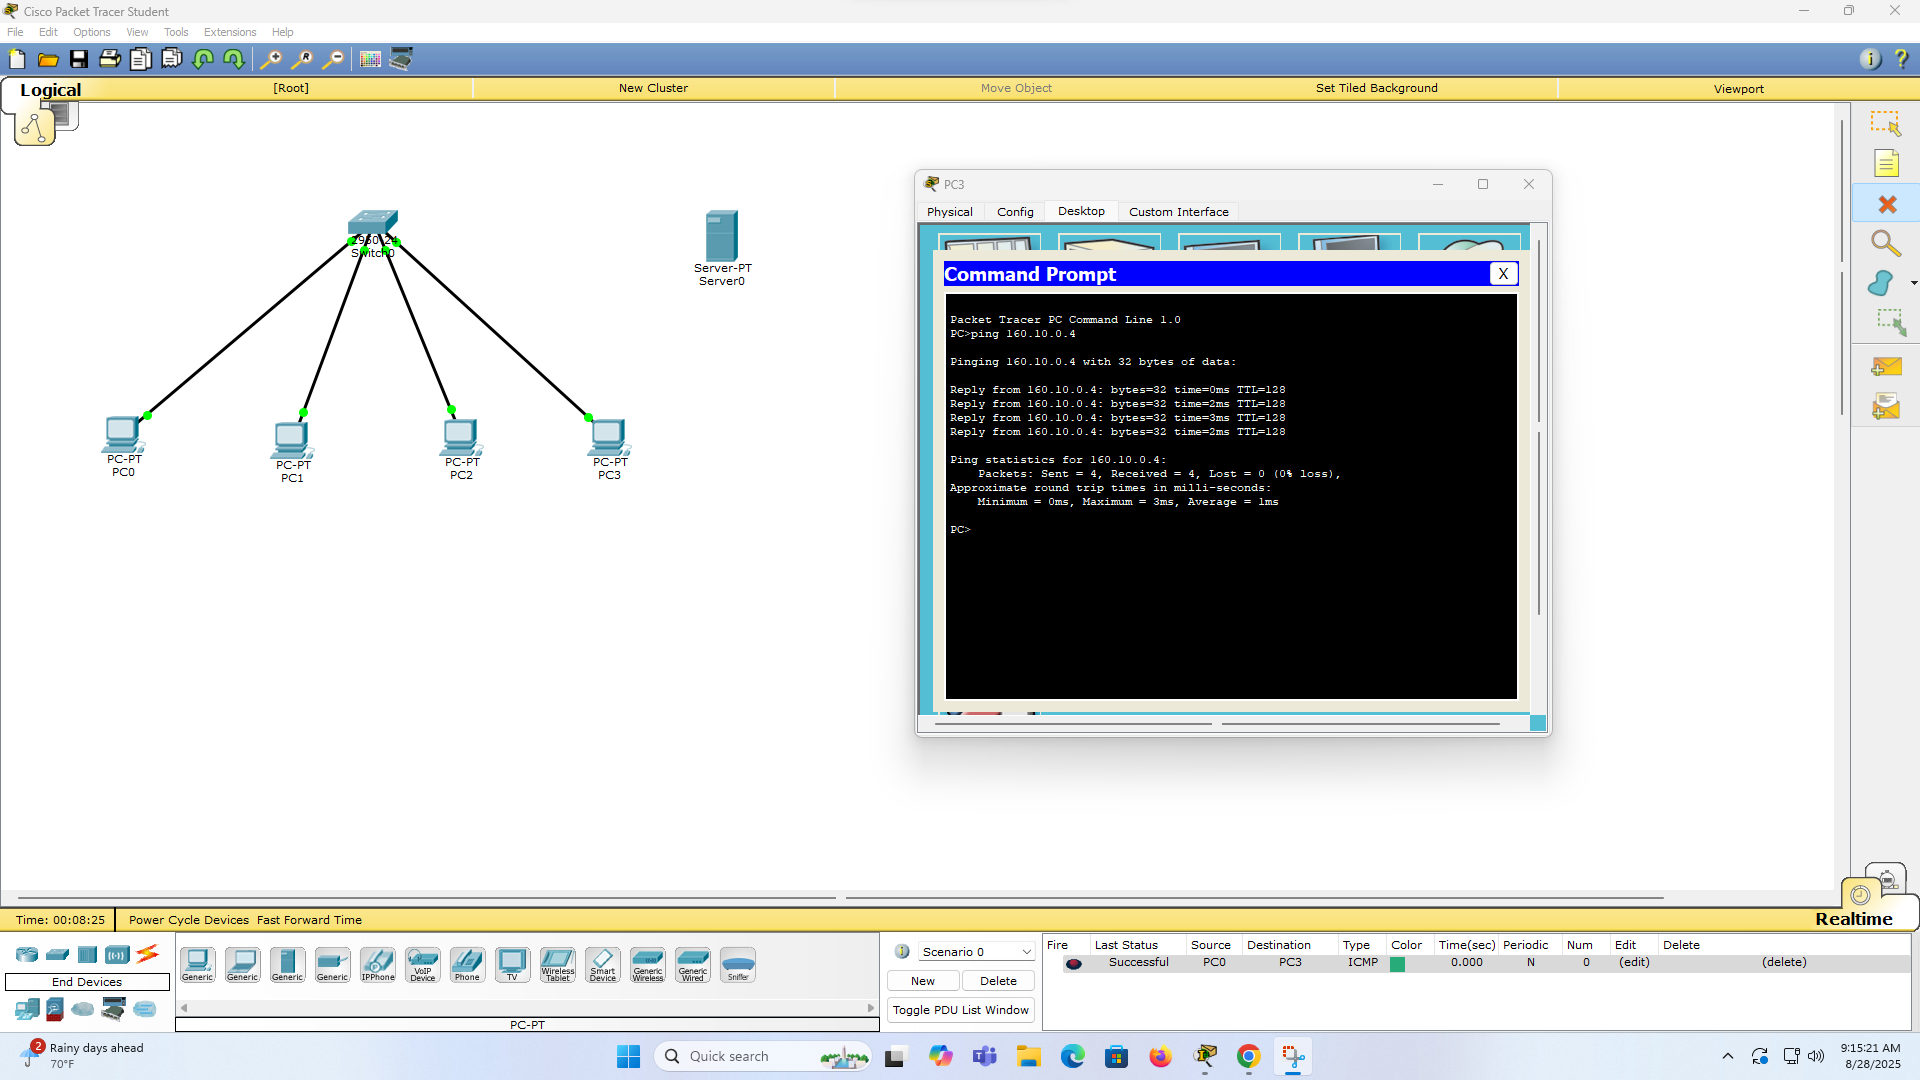 Cisco Packet Tracer Student
File Edit Options View Tools Extensions Help
Logical [Root] New Cluster Move Object Set Tiled Background Viewport
2950-24
Switch0
Server-PT
Server0
PC-PT
PC0
PC-PT
PC1
PC-PT
PC2
PC-PT
PC3
PC3
Physical Config Desktop Custom Interface
Command Prompt X
Packet Tracer PC Command Line 1.0
PC>ping 160.10.0.4
Pinging 160.10.0.4 with 32 bytes of data:
Reply from 160.10.0.4: bytes=32 time=0ms TTL=128
Reply from 160.10.0.4: bytes=32 time=2ms TTL=128
Reply from 160.10.0.4: bytes=32 time=3ms TTL=128
Reply from 160.10.0.4: bytes=32 time=2ms TTL=128
Ping statistics for 160.10.0.4:
Packets: Sent = 4, Received = 4, Lost = 0 (0% loss),
Approximate round trip times in milli-seconds:
Minimum = 0ms, Maximum = 3ms, Average = 1ms
PC>
Time: 00:08:25 Power Cycle Devices Fast Forward Time
Realtime
End Devices
Generic Generic Generic Generic IPPhone VoIP Device Phone TV Wireless Tablet Smart Device Generic Wireless Generic Wired Sniffer
PC-PT
Scenario 0
New Delete
Toggle PDU List Window
Fire Last Status Source Destination Type Color Time(sec) Periodic Num Edit Delete
Successful PC0 PC3 ICMP 0.000 N 0 (edit) (delete)
2
Rainy days ahead
70°F
Quick search
9:15:21 AM
8/28/2025